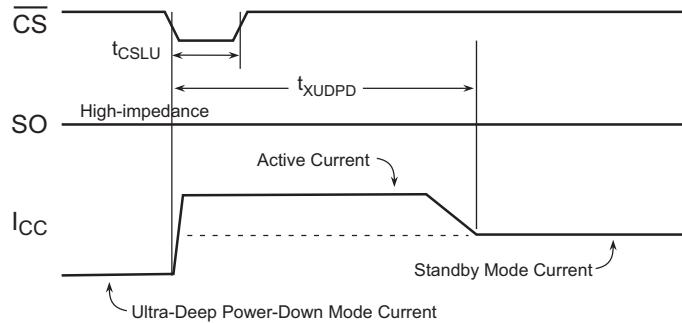 CS
tCSLU
tXUDPD
High-impedance
SO
Active Current
ICC
Standby Mode Current
Ultra-Deep Power-Down Mode Current